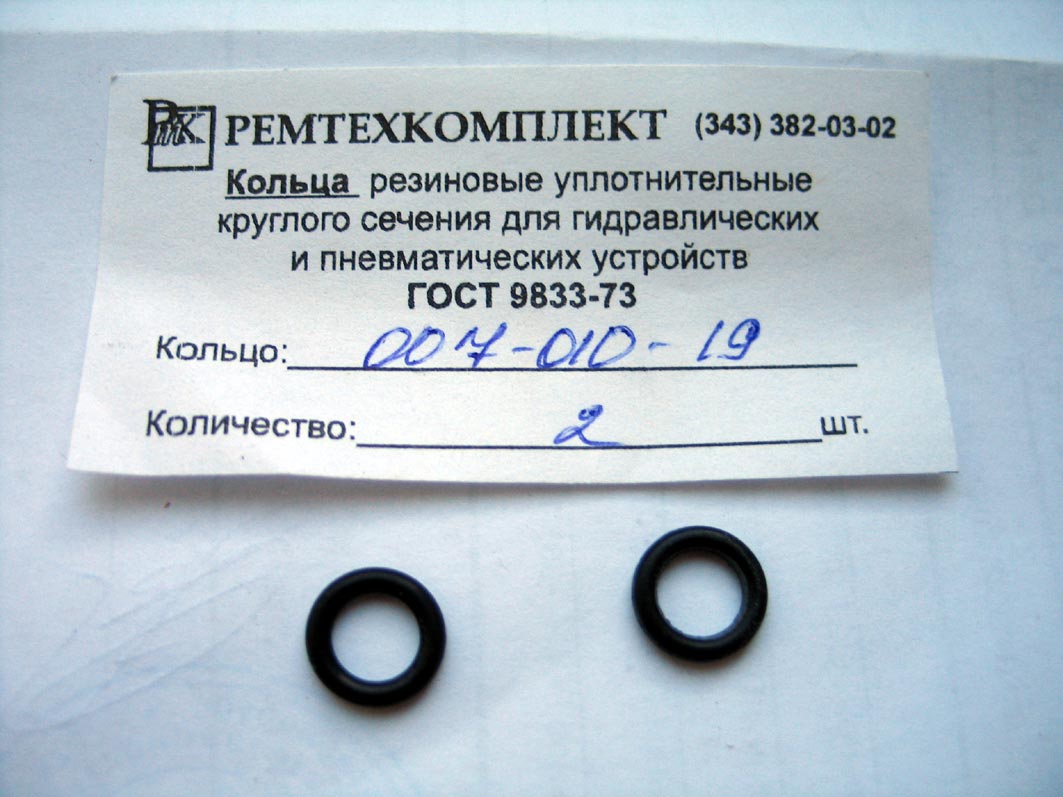 РТК РЕМТЕХКОМПЛЕКТ (343) 382-03-02
Кольца резиновые уплотнительные
круглого сечения для гидравлических
и пневматических устройств
ГОСТ 9833-73
Кольцо: 007-010-19
Количество: 2 шт.